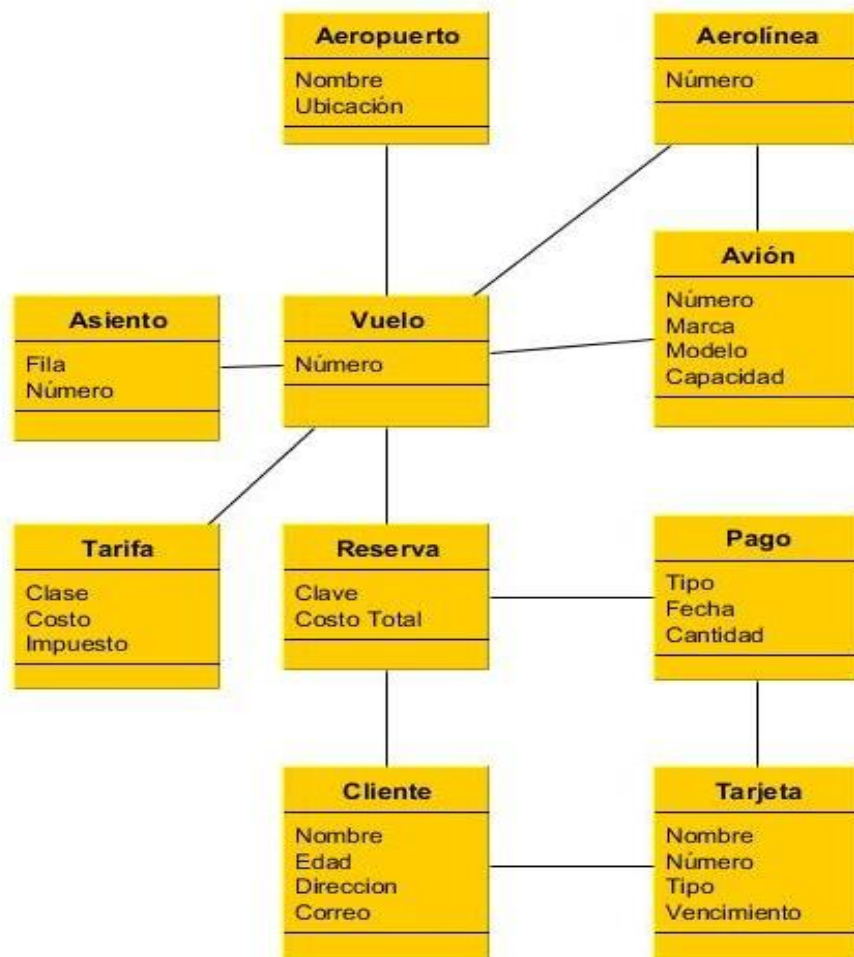 Aeropuerto
Nombre
Ubicación
Aerolínea
Número
Avión
Número
Marca
Modelo
Capacidad
Asiento
Fila
Número
Vuelo
Número
Tarifa
Clase
Costo
Impuesto
Reserva
Clave
Costo Total
Pago
Tipo
Fecha
Cantidad
Cliente
Nombre
Edad
Direccion
Correo
Tarjeta
Nombre
Número
Tipo
Vencimiento